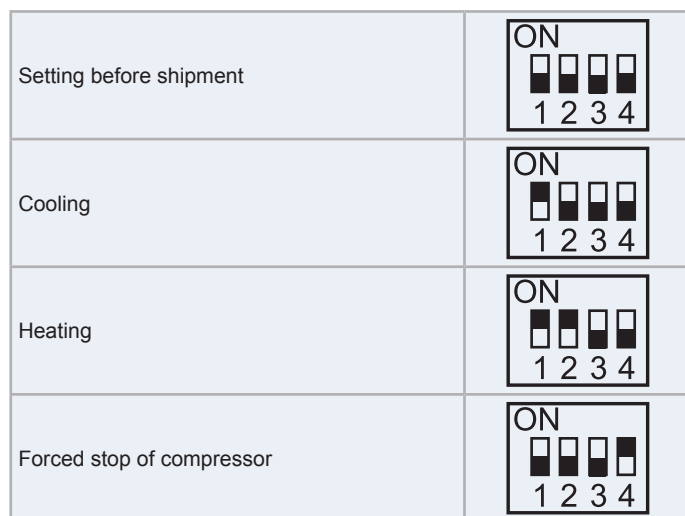 Setting before shipment
ON
1 2 3 4
Cooling
ON
1 2 3 4
Heating
ON
1 2 3 4
Forced stop of compressor
ON
1 2 3 4